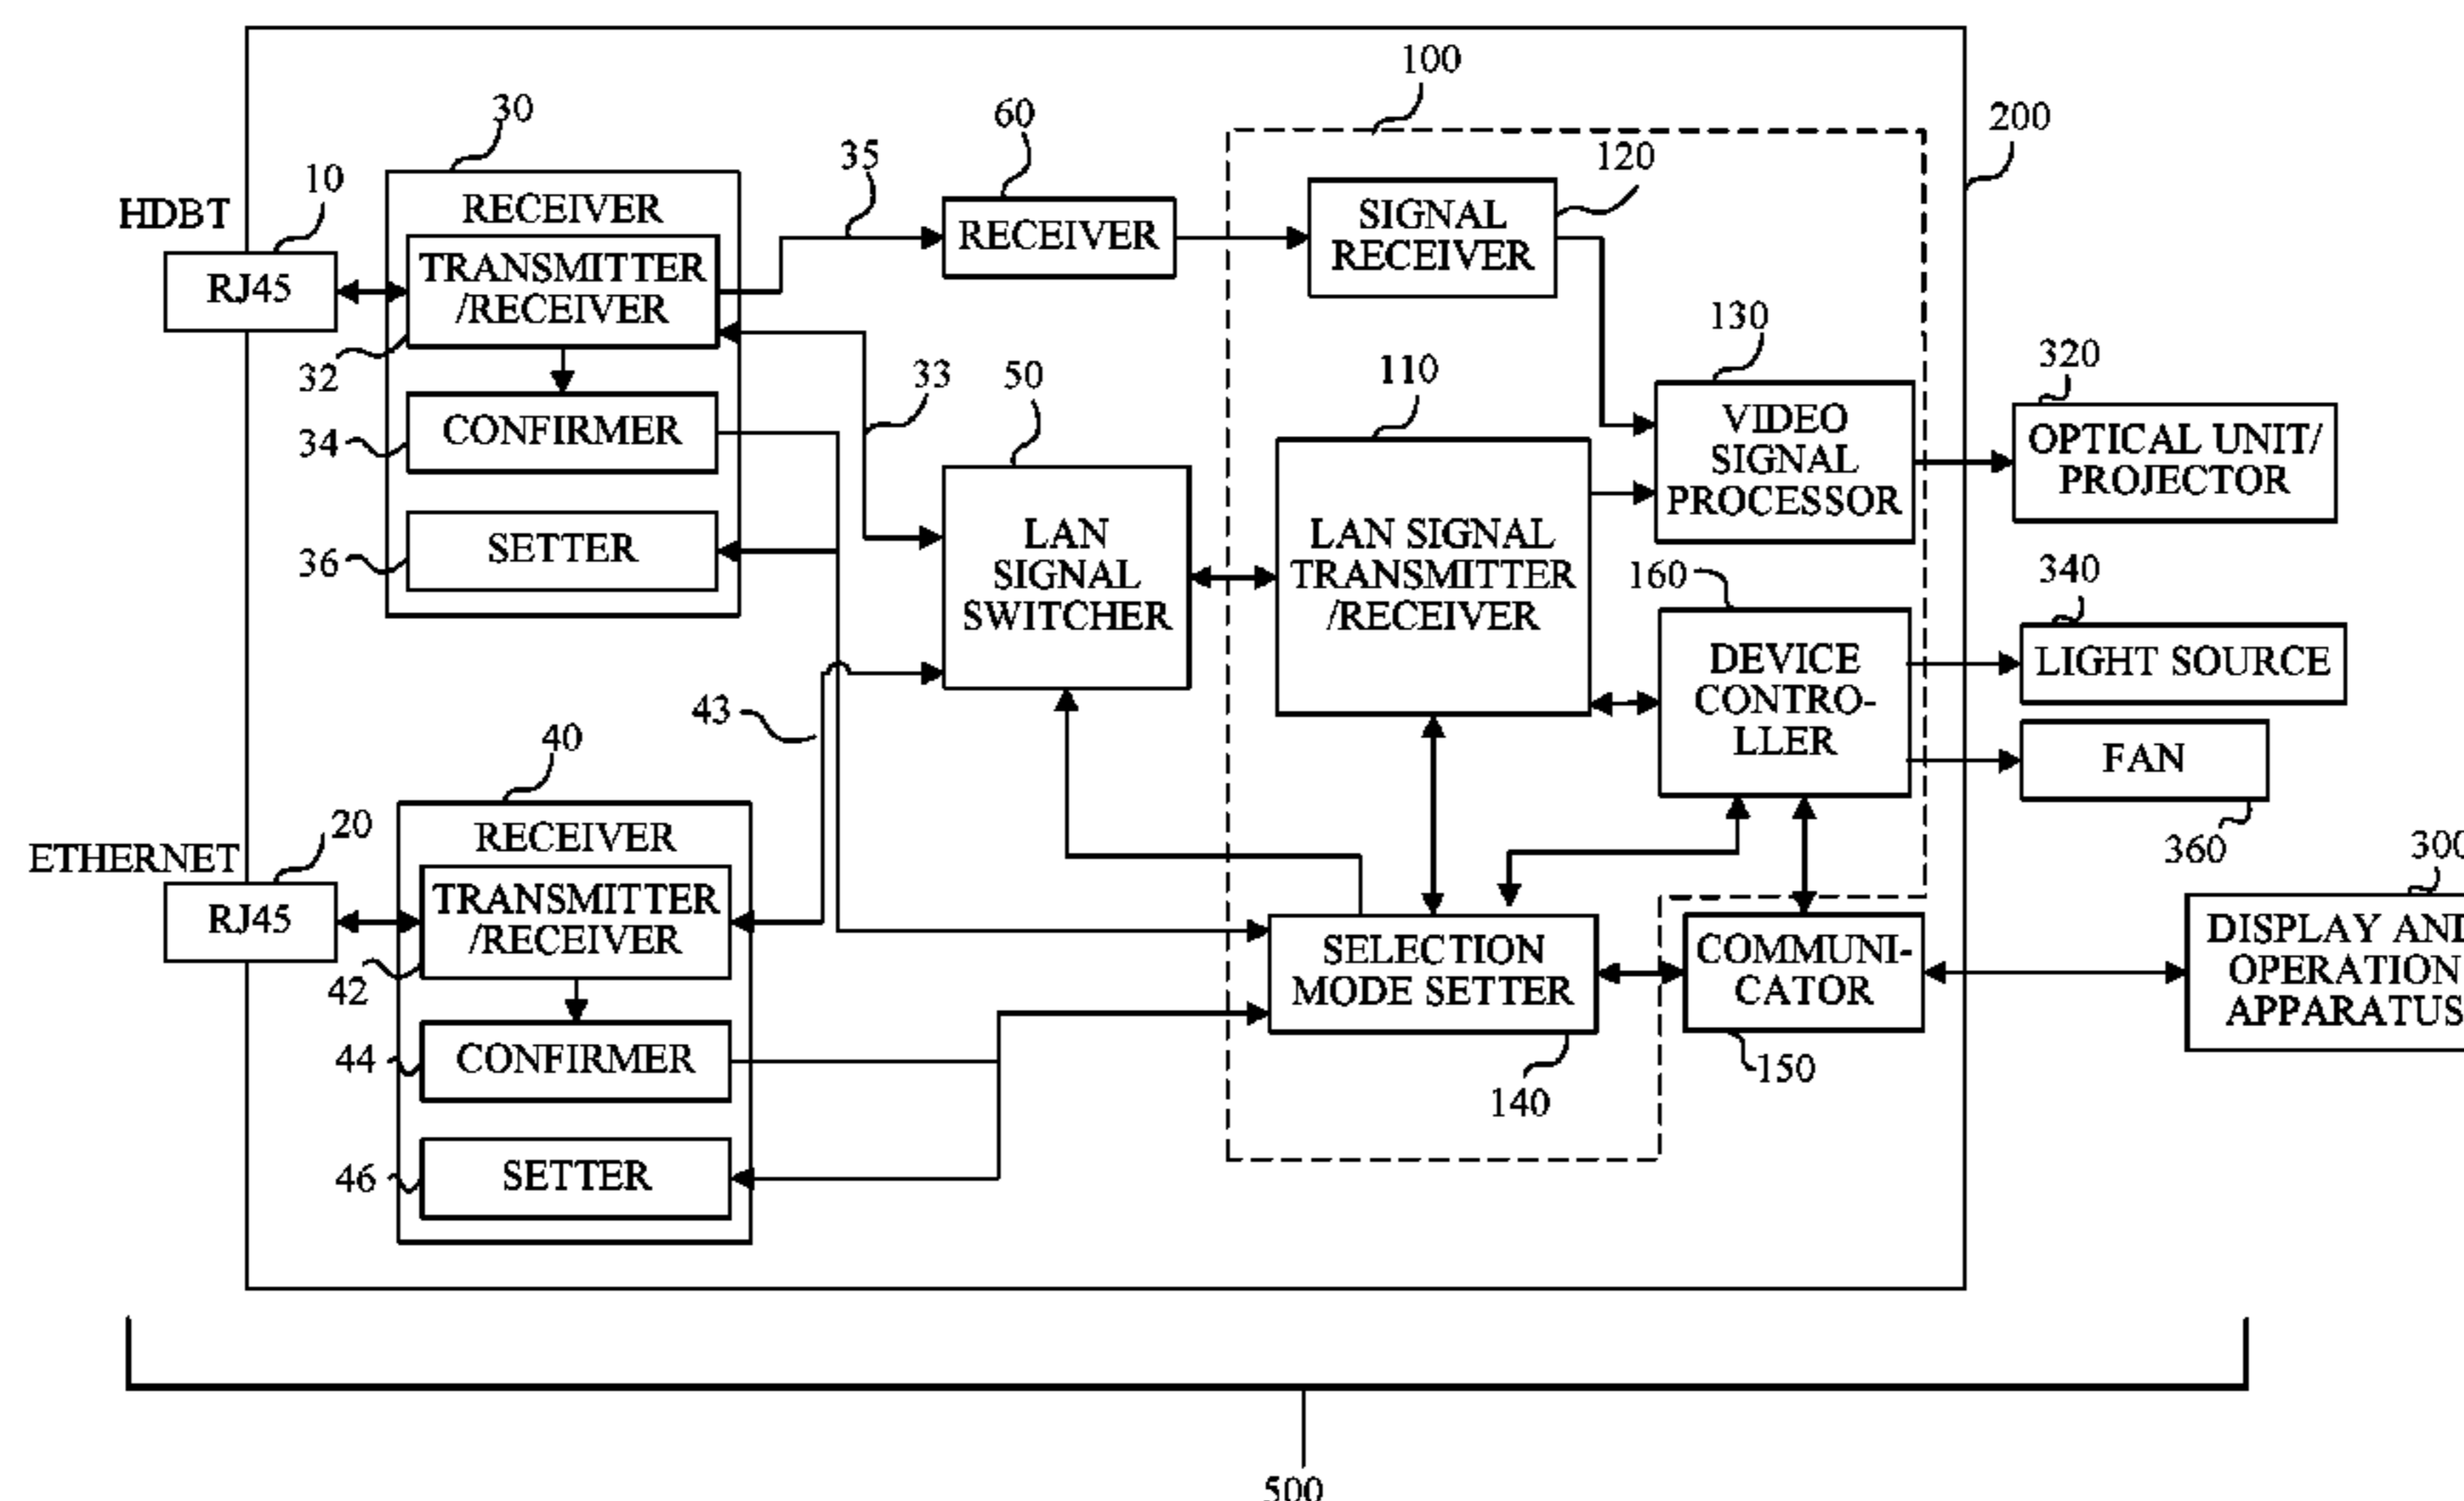 100
30
60
200
35
120
10
HDBT
RECEIVER
SIGNAL
RECEIVER
RECEIVER
TRANSMITTER
/RECEIVER
RJ45
130
320
32
33
50
110
VIDEO
SIGNAL
PROCESSOR
34
CONFIRMER
OPTICAL UNIT/
PROJECTOR
LAN
SIGNAL
SWITCHER
LAN SIGNAL
TRANSMITTER
/RECEIVER
36
SETTER
160
340
DEVICE
CONTRO-
LLER
LIGHT SOURCE
43
40
FAN
20
RECEIVER
360
300
ETHERNET
RJ45
TRANSMITTER
/RECEIVER
SELECTION
MODE SETTER
COMMUNI-
CATOR
DISPLAY AND
OPERATION
APPARATUS
42
44
CONFIRMER
150
140
46
SETTER
500